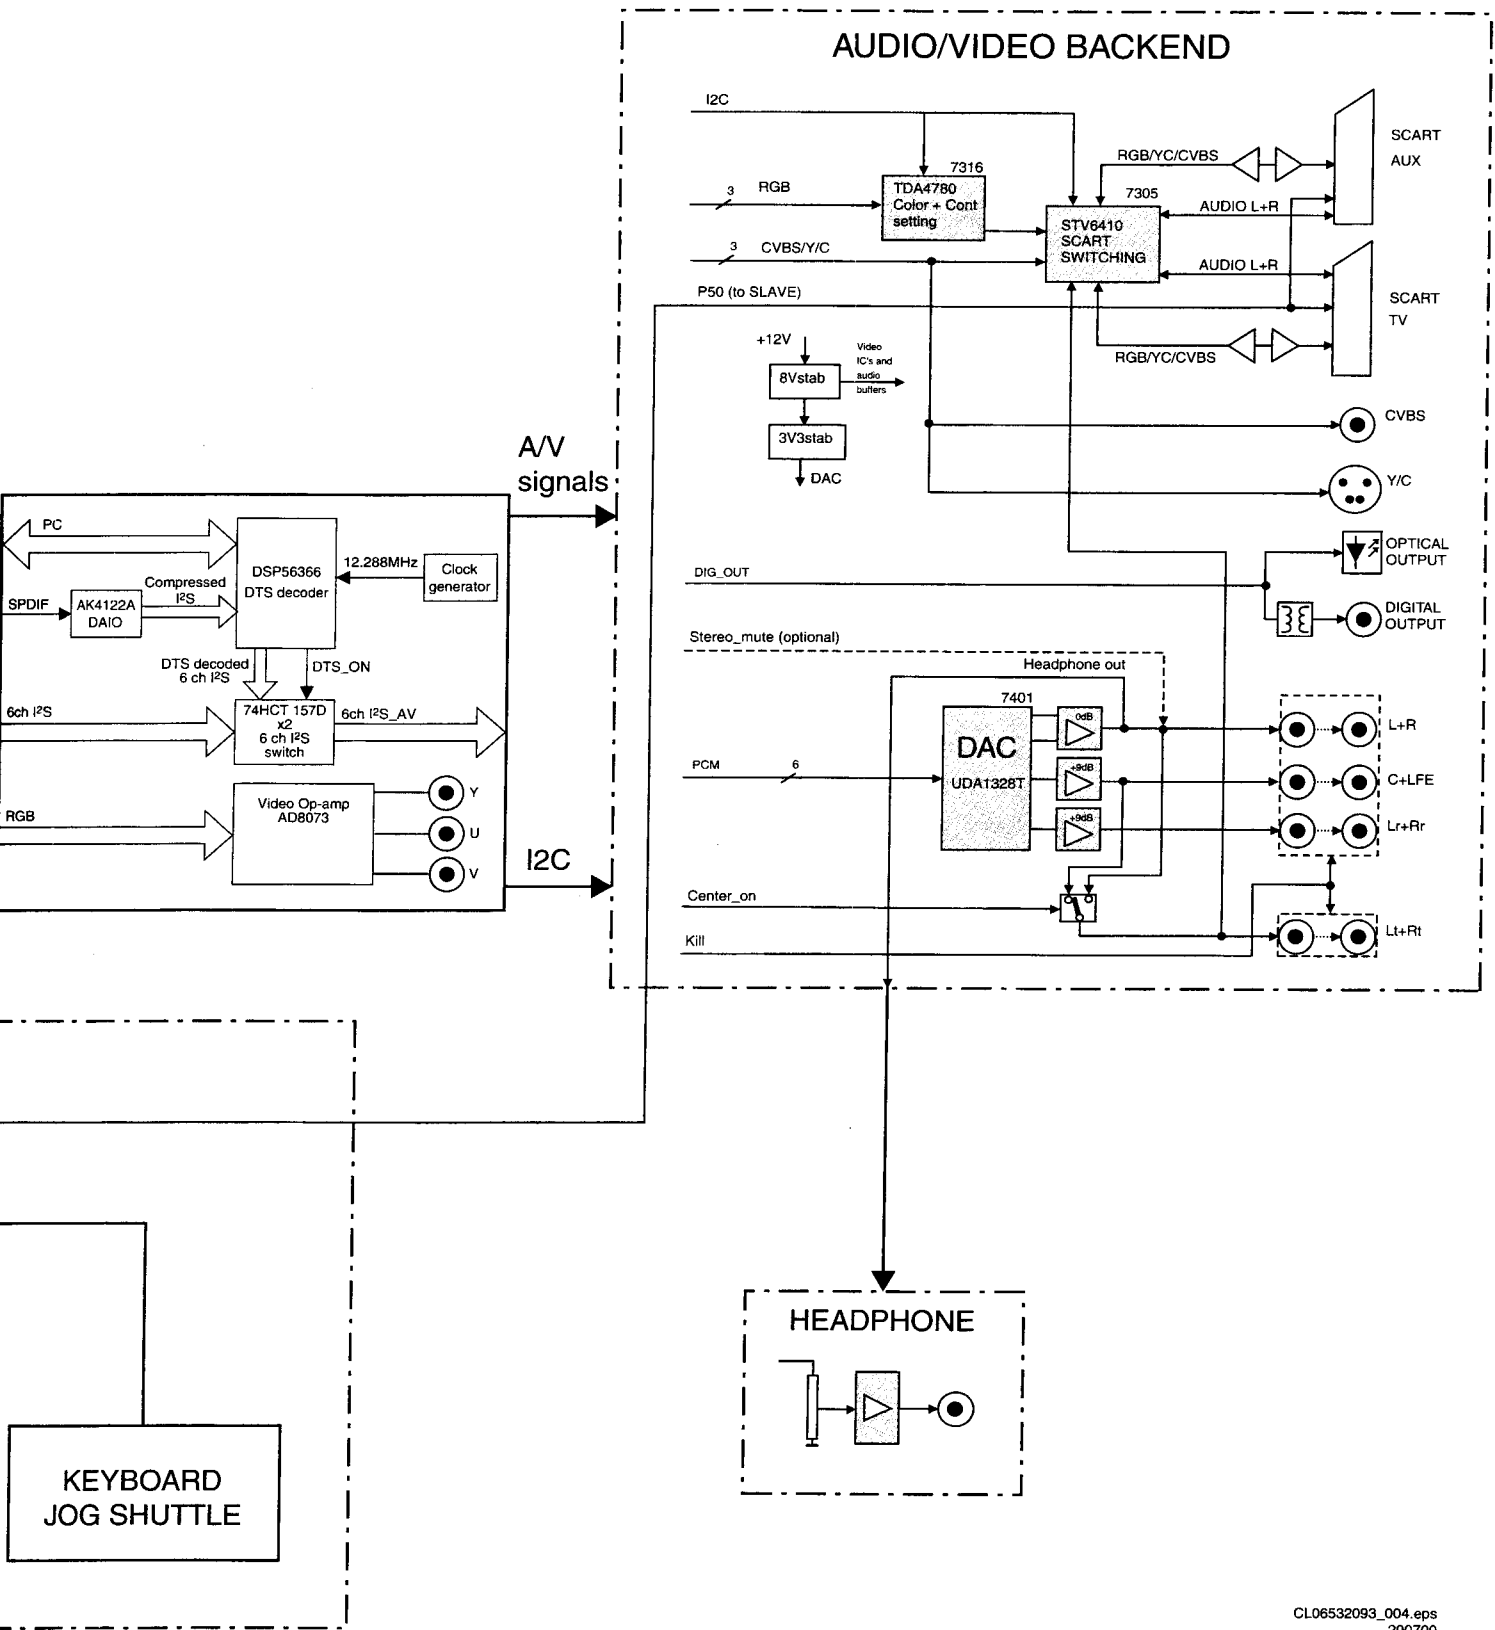 AUDIO/VIDEO BACKEND
I2C
SCART
AUX
RGB/YC/CVBS
7316
TDA4780
Color + Cont
setting
3
RGB
7305
STV6410
SCART
SWITCHING
AUDIO L+R
3
CVBS/Y/C
AUDIO L+R
P50 (to SLAVE)
SCART
TV
RGB/YC/CVBS
+12V
Video
IC's and
audio
buffers
8Vstab
3V3stab
DAC
CVBS
Y/C
A/V
signals
PC
DSP56366
DTS decoder
12.288MHz
Clock
generator
Compressed
I²S
SPDIF
AK4122A
DAIO
DTS decoded
6 ch I²S
DTS_ON
6ch I²S
74HCT 157D
x2
6 ch I²S
switch
6ch I²S_AV
RGB
Video Op-amp
AD8073
Y
U
V
I2C
OPTICAL
OUTPUT
DIG_OUT
DIGITAL
OUTPUT
Stereo_mute (optional)
Headphone out
7401
DAC
UDA1328T
0dB
+9dB
+9dB
PCM
6
L+R
C+LFE
Lr+Rr
Center_on
Kill
Lt+Rt
HEADPHONE
KEYBOARD
JOG SHUTTLE
CL06532093_004.eps
290700